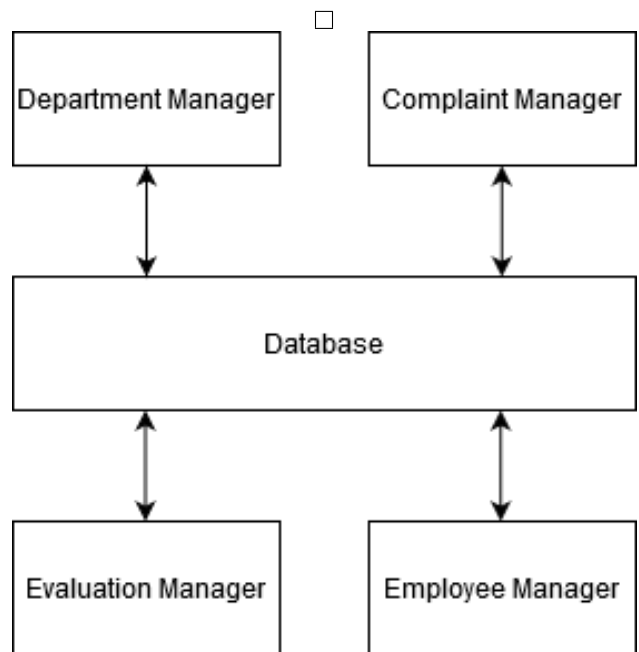 Department Manager
Complaint Manager
Database
Evaluation Manager
Employee Manager